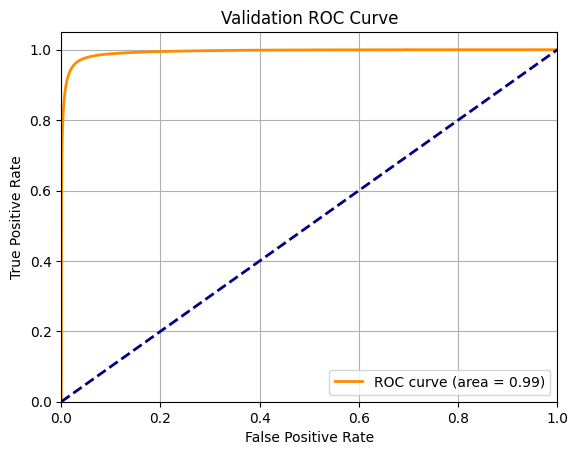 Validation ROC Curve
True Positive Rate
1.0
0.8
0.6
0.4
0.2
0.0
ROC curve (area = 0.99)
0.0 0.2 0.4 0.6 0.8 1.0
False Positive Rate